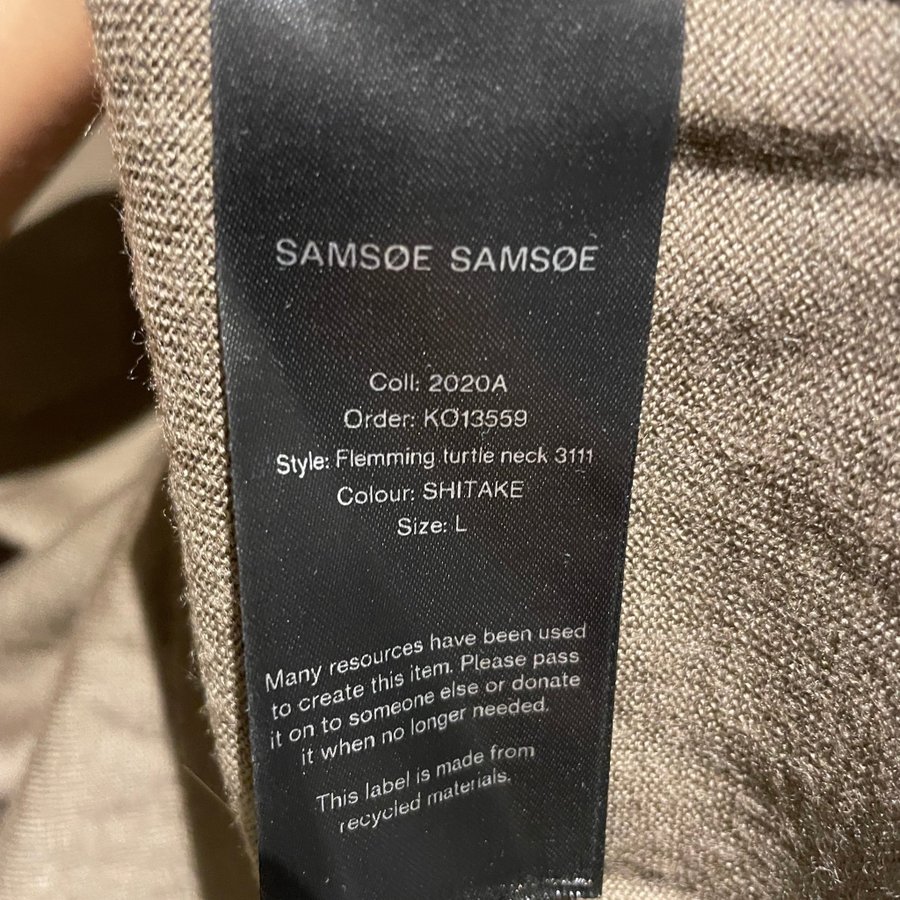 SAMSØE SAMSØE
Coll: 2020A
Order: KO13559
Style: Flemming turtle neck 3111
Colour: SHITAKE
Size: L
Many resources have been used
to create this item. Please pass
it on to someone else or donate
it when no longer needed.
This label is made from
recycled materials.